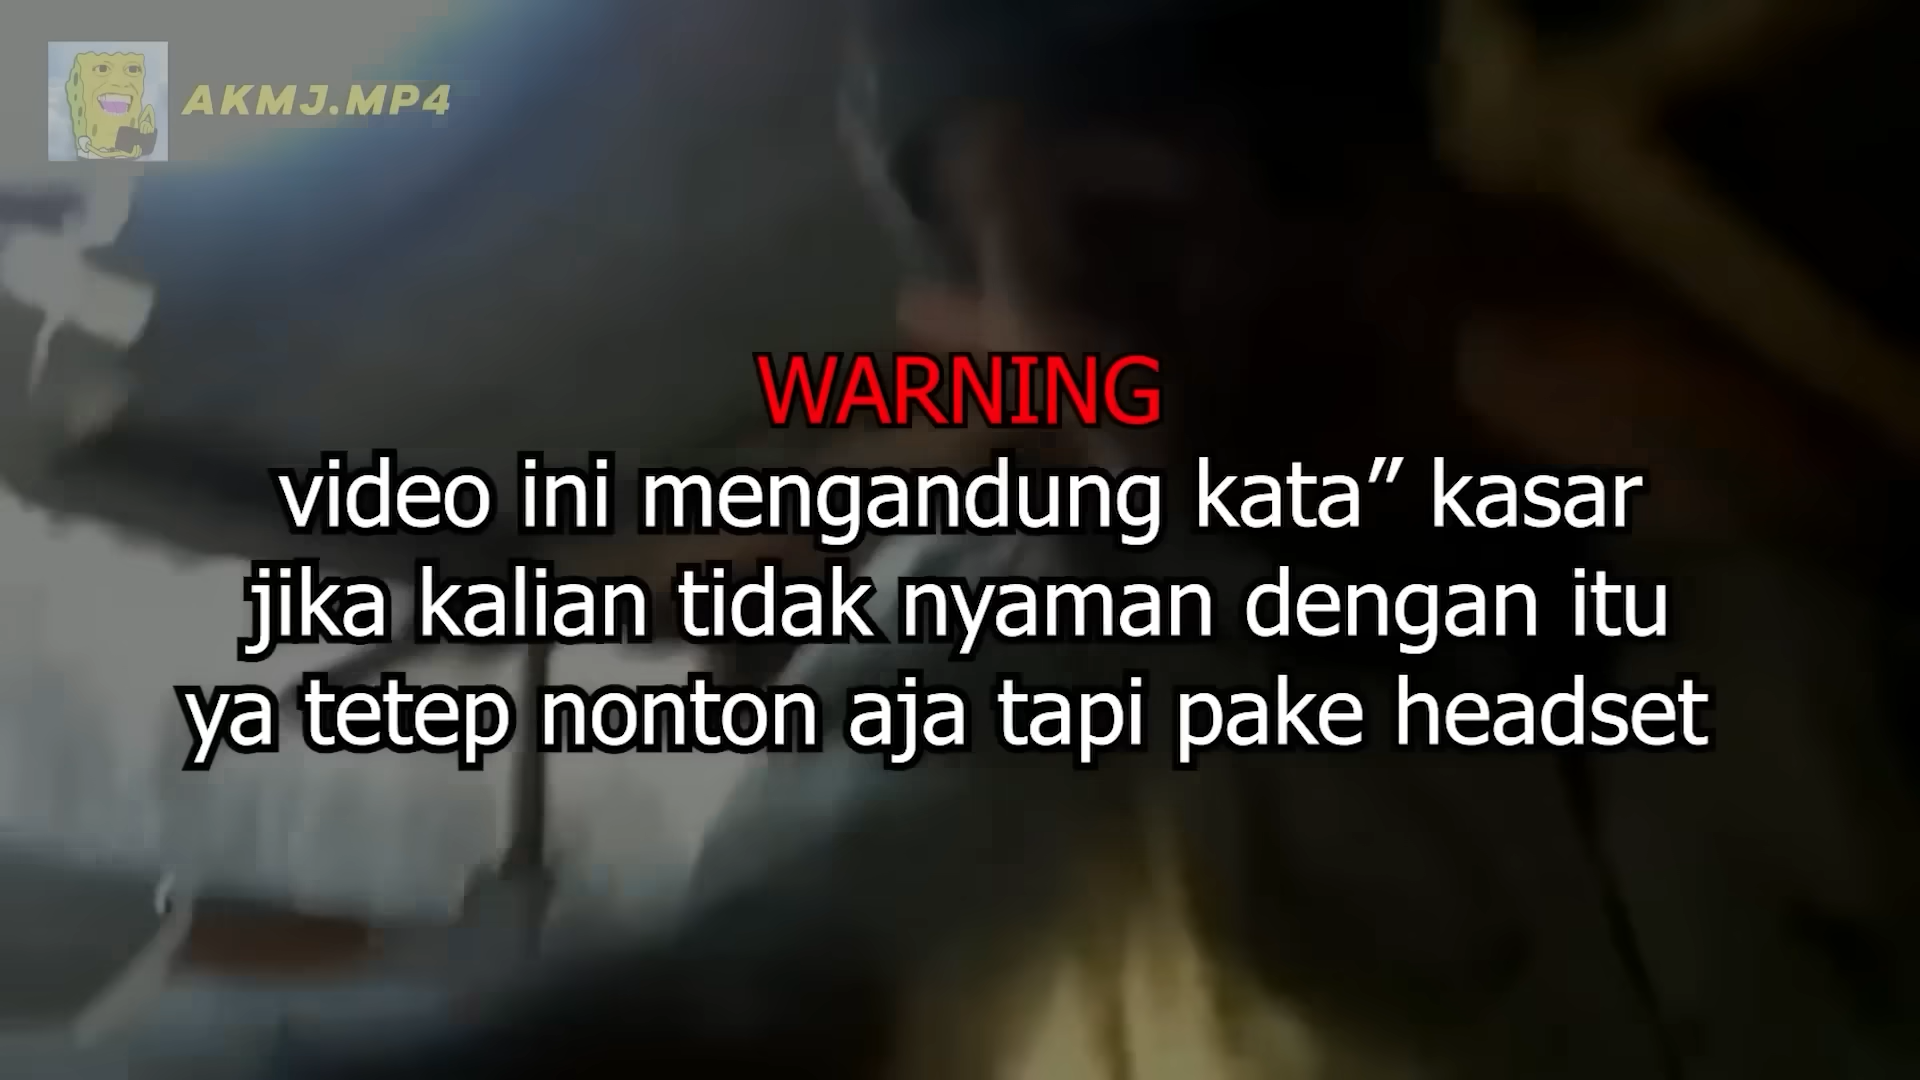 AKMJ.MP4
WARNING
video ini mengandung kata” kasar
jika kalian tidak nyaman dengan itu
ya tetep nonton aja tapi pake headset